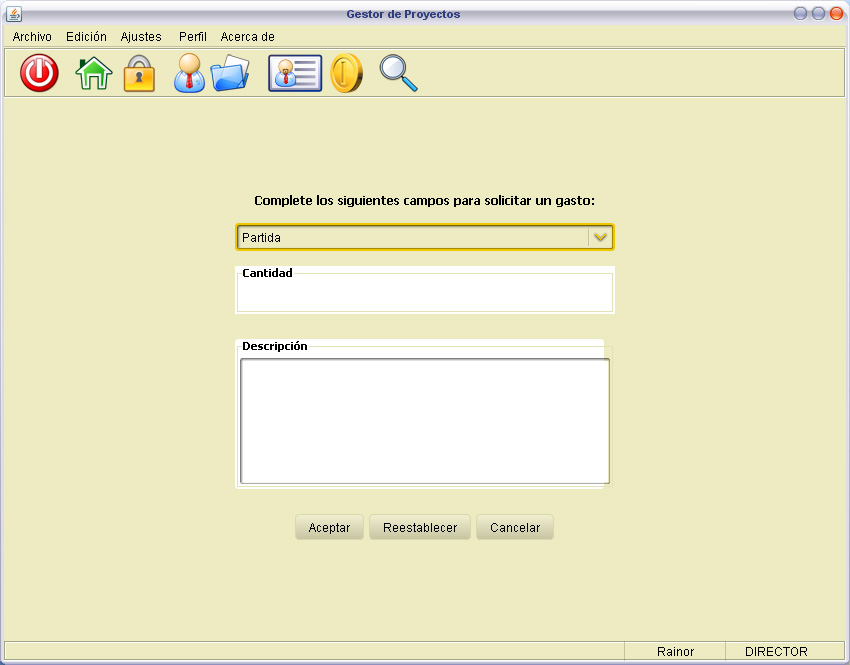 Gestor de Proyectos
Archivo Edición Ajustes Perfil Acerca de
Complete los siguientes campos para solicitar un gasto:
Partida
Cantidad
Descripción
Aceptar Reestablecer Cancelar
Rainor DIRECTOR